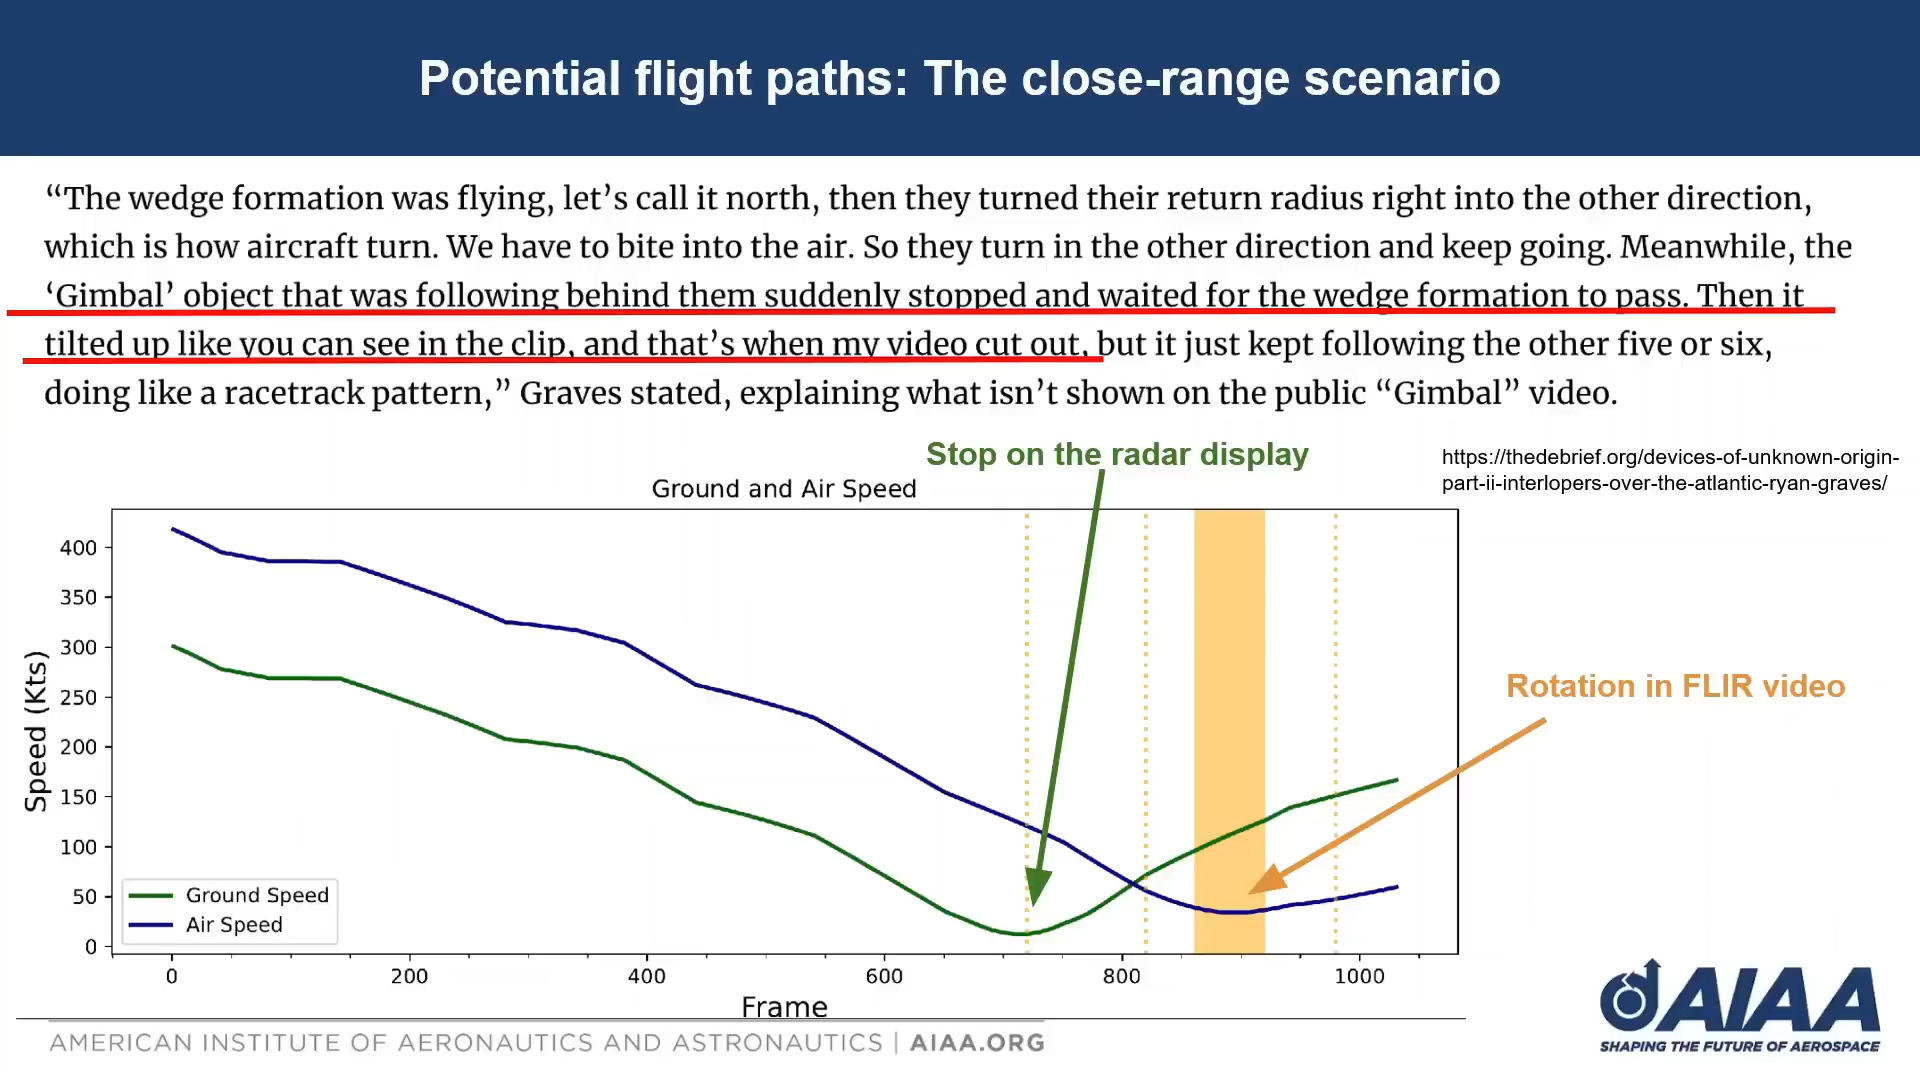 Potential flight paths: The close-range scenario
“The wedge formation was flying, let’s call it north, then they turned their return radius right into the other direction,
which is how aircraft turn. We have to bite into the air. So they turn in the other direction and keep going. Meanwhile, the
‘Gimbal’ object that was following behind them suddenly stopped and waited for the wedge formation to pass. Then it
tilted up like you can see in the clip, and that’s when my video cut out, but it just kept following the other five or six,
doing like a racetrack pattern,” Graves stated, explaining what isn’t shown on the public “Gimbal” video.
Stop on the radar display
https://thedebrief.org/devices-of-unknown-origin-
part-ii-interlopers-over-the-atlantic-ryan-graves/
Ground and Air Speed
400
350
300
250
200
150
100
50
0
Speed (Kts)
Rotation in FLIR video
Ground Speed
Air Speed
0 200 400 600 800 1000
Frame
AMERICAN INSTITUTE OF AERONAUTICS AND ASTRONAUTICS | AIAA.ORG
AIAA
SHAPING THE FUTURE OF AEROSPACE